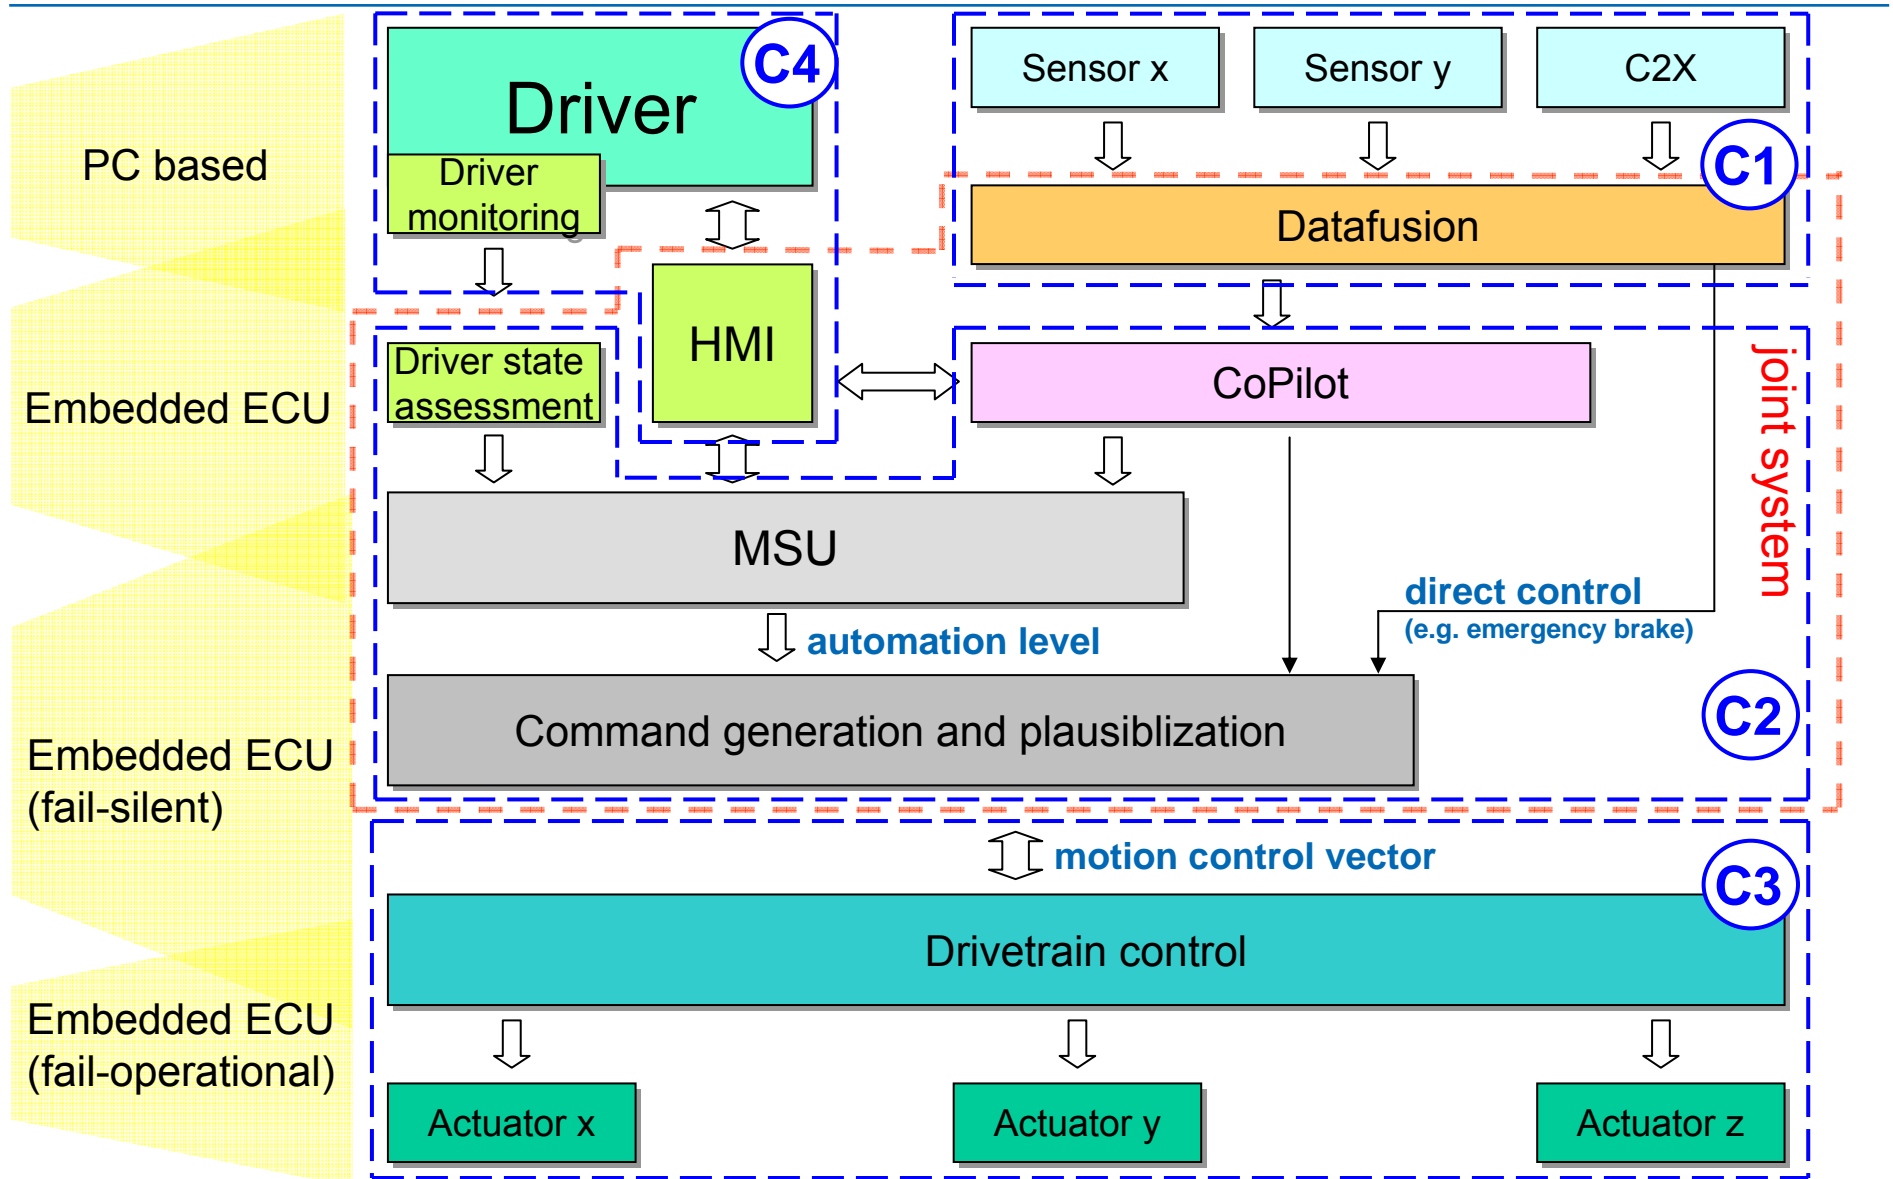 PC based
Embedded ECU
Embedded ECU
(fail-silent)
Embedded ECU
(fail-operational)
Driver
C4
Driver
monitoring
Sensor x
Sensor y
C2X
C1
Datafusion
HMI
Driver state
assessment
CoPilot
joint system
MSU
direct control
(e.g. emergency brake)
automation level
Command generation and plausiblization
C2
motion control vector
C3
Drivetrain control
Actuator x
Actuator y
Actuator z